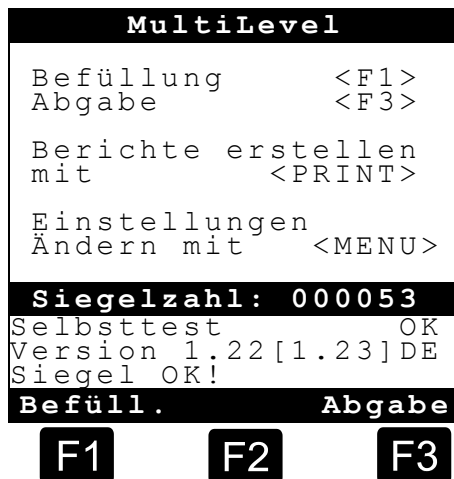 MultiLevel
Befüllung <F1>
Abgabe <F3>
Berichte erstellen
mit <PRINT>
Einstellungen
Ändern mit <MENU>
Siegelzahl: 000053
Selbsttest OK
Version 1.22[1.23]DE
Siegel OK!
Befüll. Abgabe
F1 F2 F3